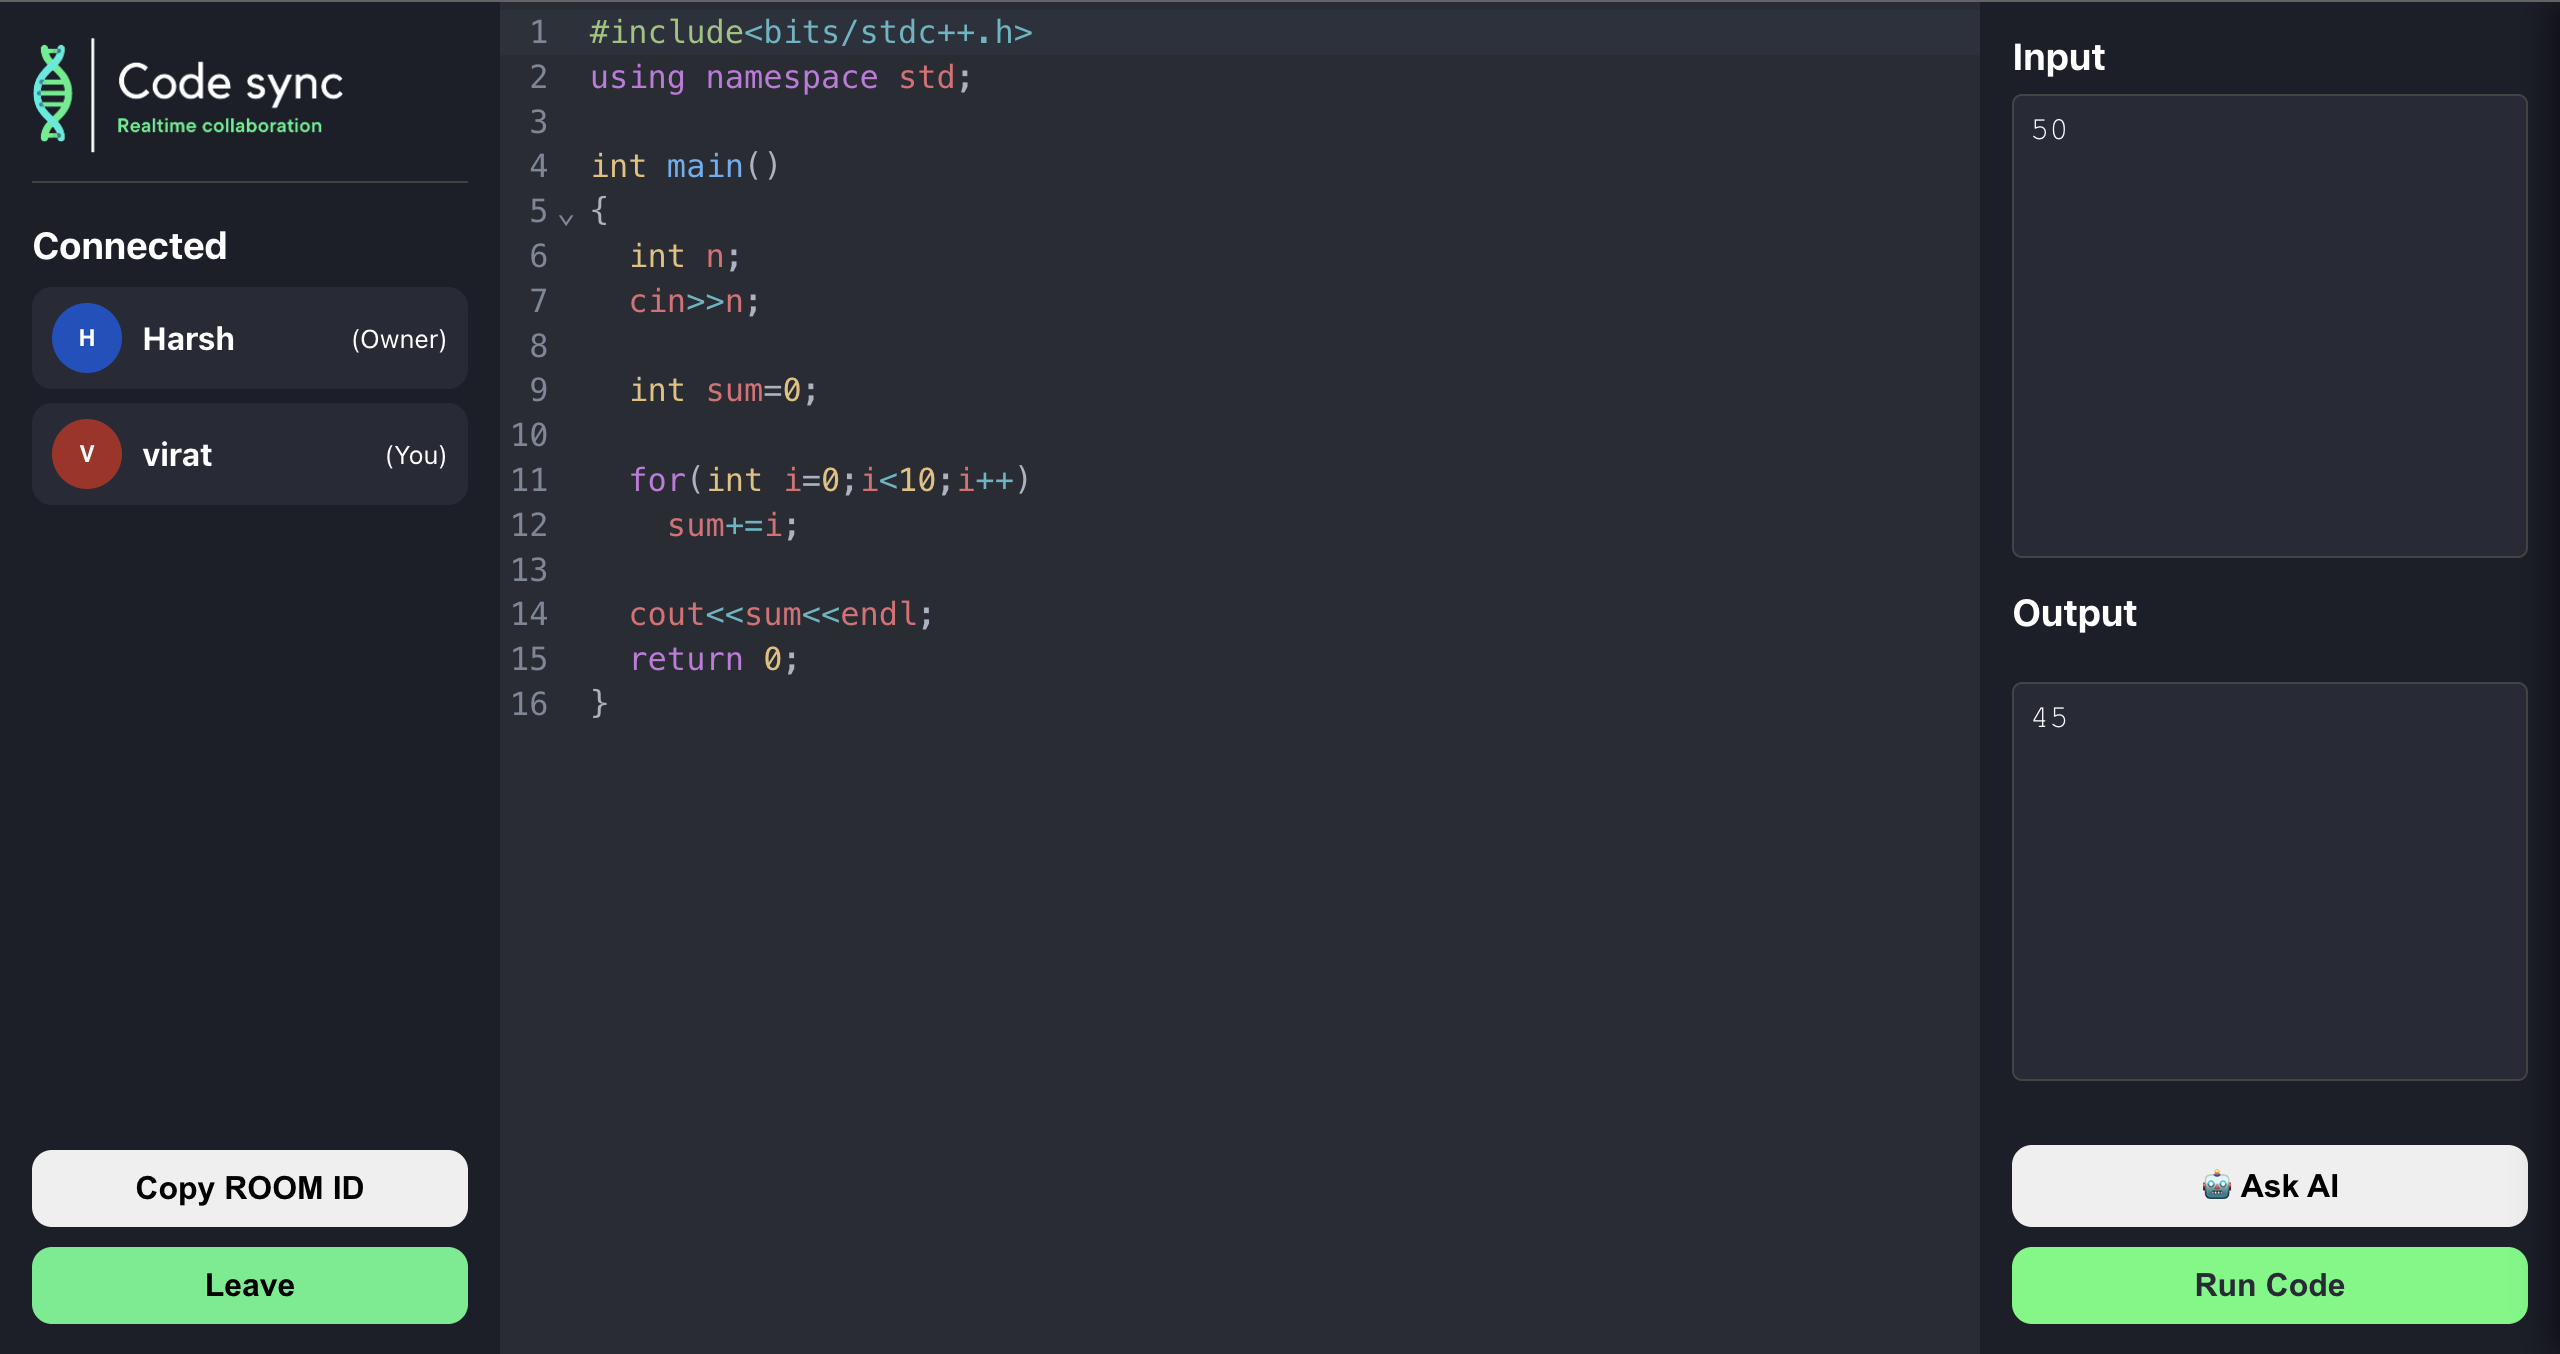 Code sync
Realtime collaboration
Connected
H Harsh (Owner)
V virat (You)
Copy ROOM ID
Leave
1 #include<bits/stdc++.h>
2 using namespace std;
3
4 int main()
5 {
6   int n;
7   cin>>n;
8
9   int sum=0;
10
11   for(int i=0;i<10;i++)
12     sum+=i;
13
14   cout<<sum<<endl;
15   return 0;
16 }
Input
50
Output
45
🤖 Ask AI
Run Code